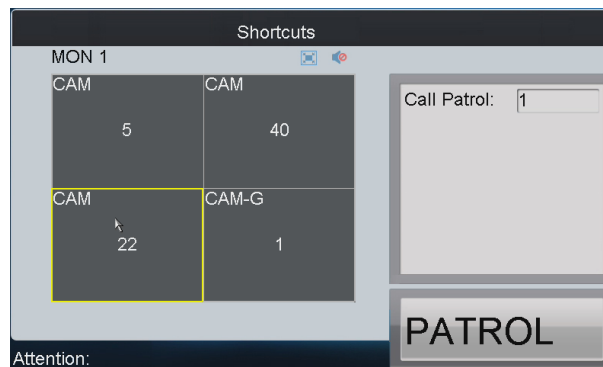 Shortcuts
MON 1
CAM
CAM
5
40
CAM
CAM-G
22
1
Call Patrol: 1
PATROL
Attention: